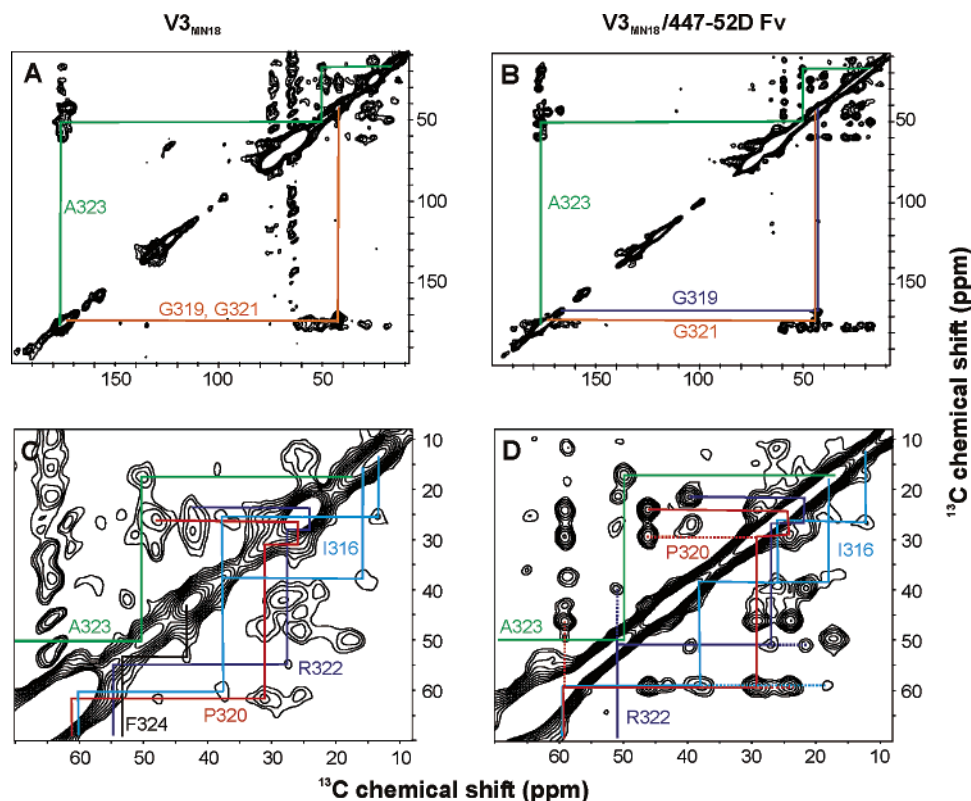 V3MN18
V3MN18/447-52D Fv
A
A323
G319, G321
50
100
150
150
100
50
B
A323
G319
G321
50
100
150
150
100
50
13C chemical shift (ppm)
C
I316
A323
R322
P320
F324
10
20
30
40
50
60
60
50
40
30
20
10
D
P320
I316
A323
R322
10
20
30
40
50
60
60
50
40
30
20
10
13C chemical shift (ppm)